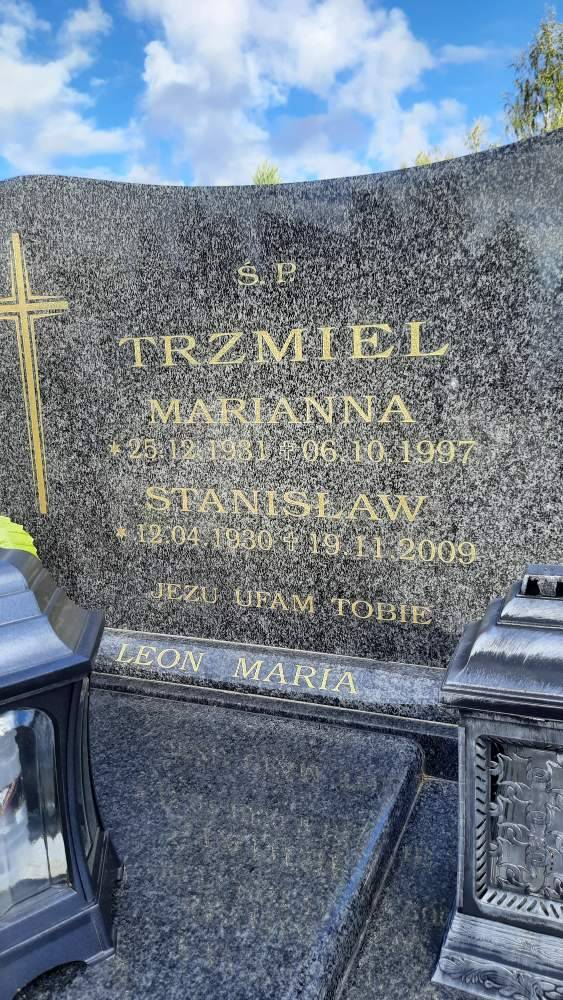 Ś. P
TRZMIEL
MARIANNA
* 25.12.1931 ✝ 06.10.1997
STANISŁAW
* 12.04.1930 ✝ 19.11.2009
JEZU UFAM TOBIE
LEON MARIA